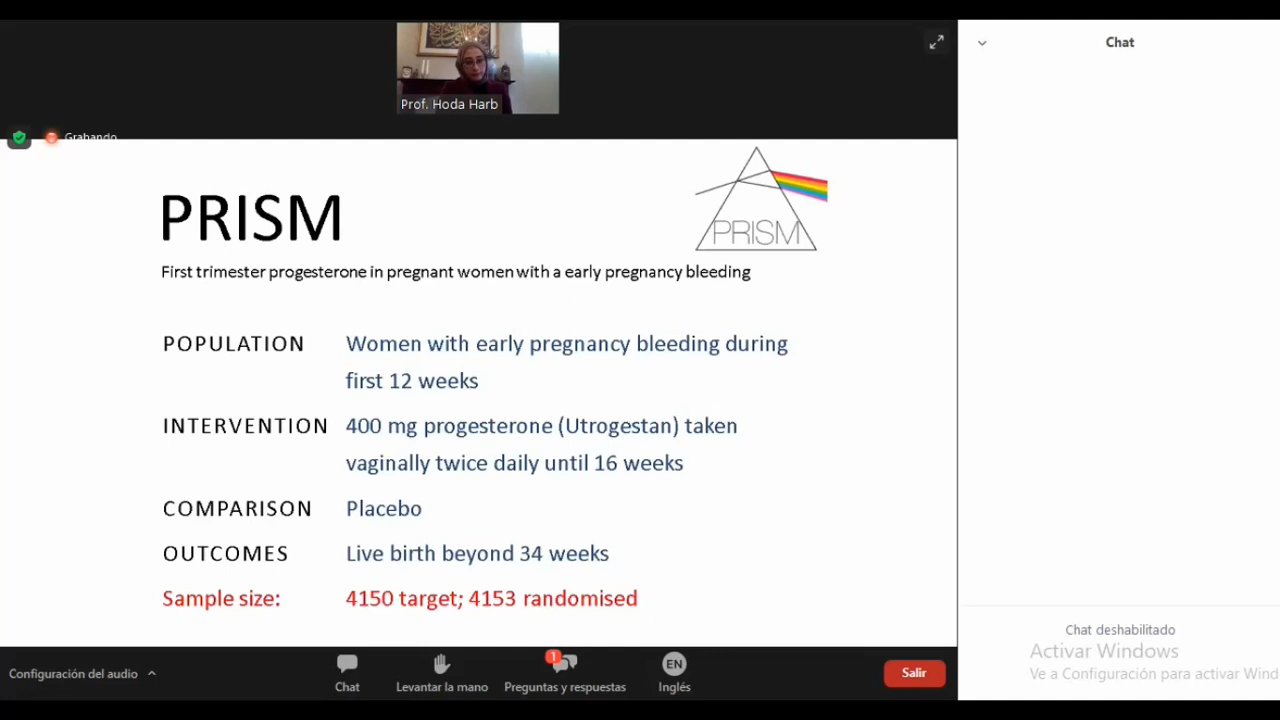 Chat
Prof. Hoda Harb
Grabando
PRISM
PRISM
First trimester progesterone in pregnant women with a early pregnancy bleeding
POPULATION Women with early pregnancy bleeding during
first 12 weeks
INTERVENTION 400 mg progesterone (Utrogestan) taken
vaginally twice daily until 16 weeks
COMPARISON Placebo
OUTCOMES Live birth beyond 34 weeks
Sample size: 4150 target; 4153 randomised
Chat deshabilitado
Activar Windows
Ve a Configuración para activar Wind
Configuración del audio
Chat
Levantar la mano
1
Preguntas y respuestas
EN
Inglés
Salir